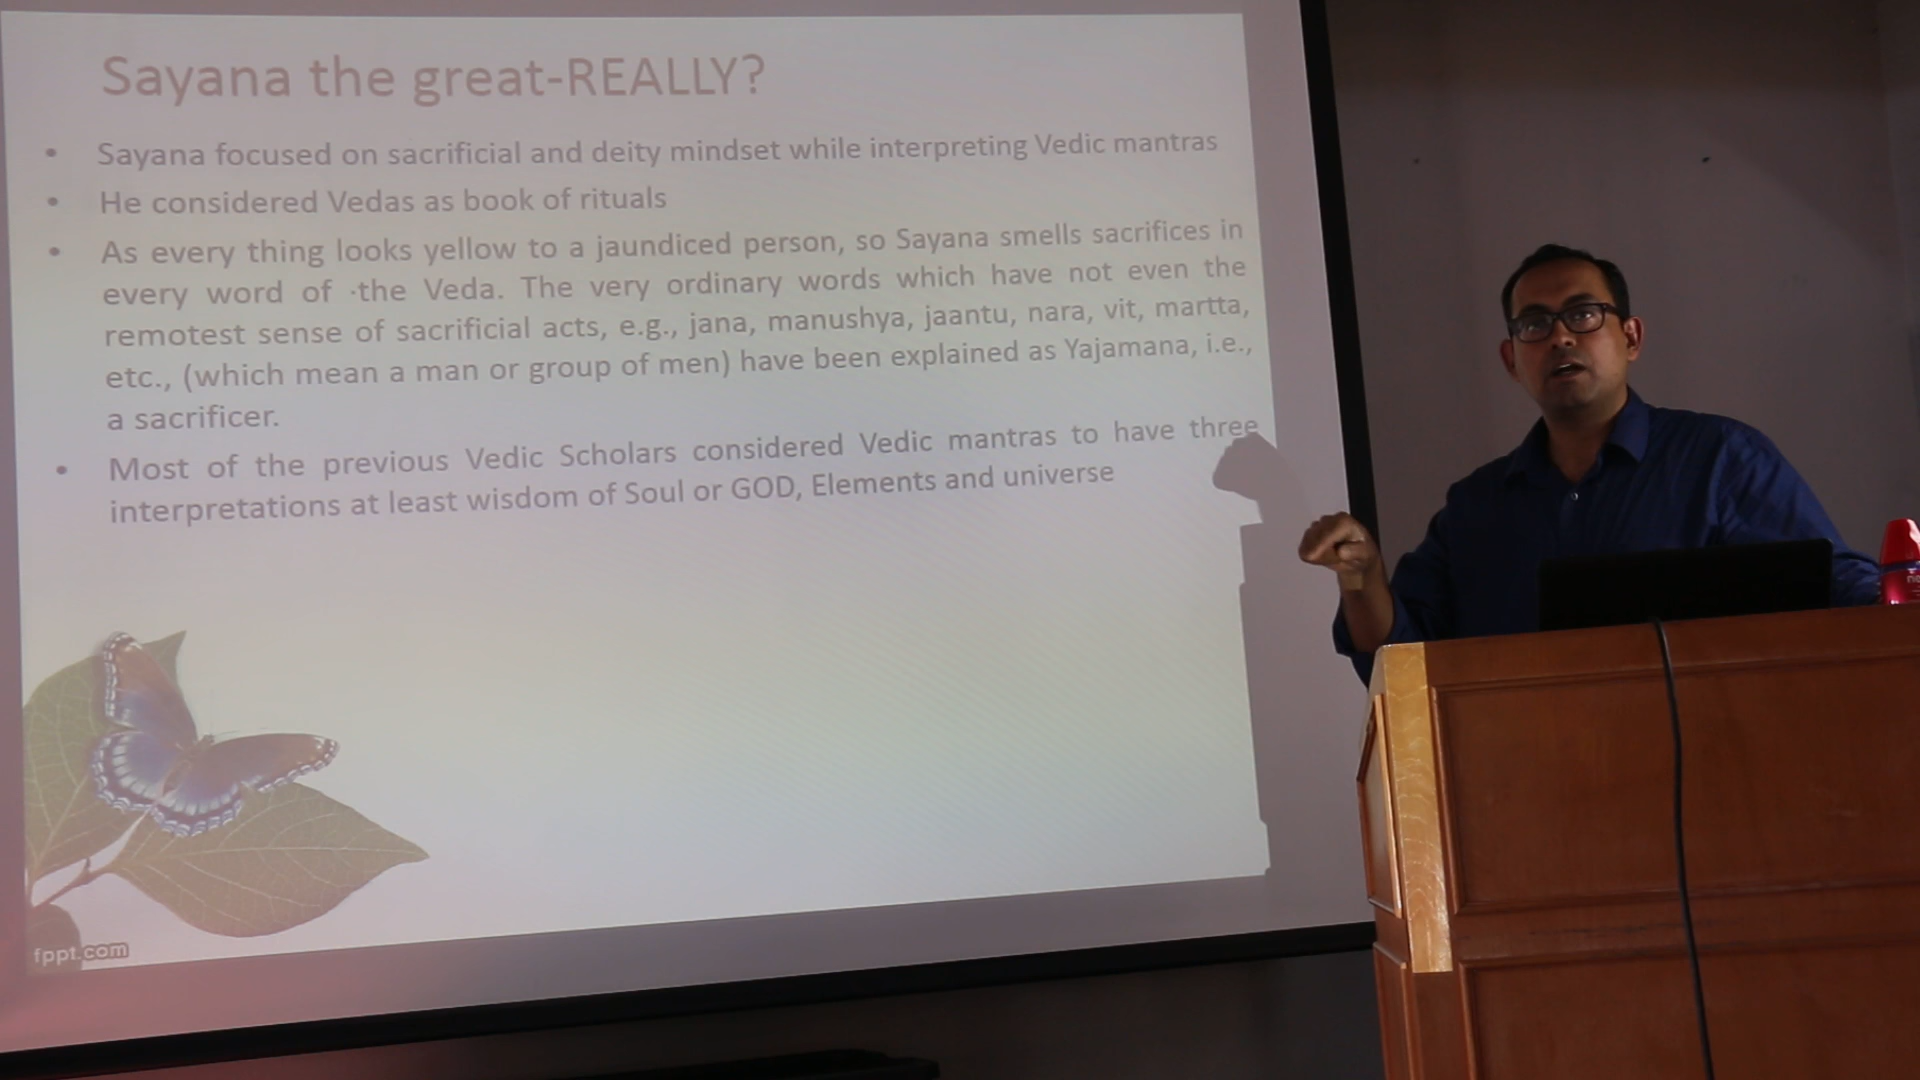 Sayana the great-REALLY?
• Sayana focused on sacrificial and deity mindset while interpreting Vedic mantras
• He considered Vedas as book of rituals
• As every thing looks yellow to a jaundiced person, so Sayana smells sacrifices in
every word of ·the Veda. The very ordinary words which have not even the
remotest sense of sacrificial acts, e.g., jana, manushya, jaantu, nara, vit, martta,
etc., (which mean a man or group of men) have been explained as Yajamana, i.e.,
a sacrificer.
• Most of the previous Vedic Scholars considered Vedic mantras to have three
interpretations at least wisdom of Soul or GOD, Elements and universe
fppt.com